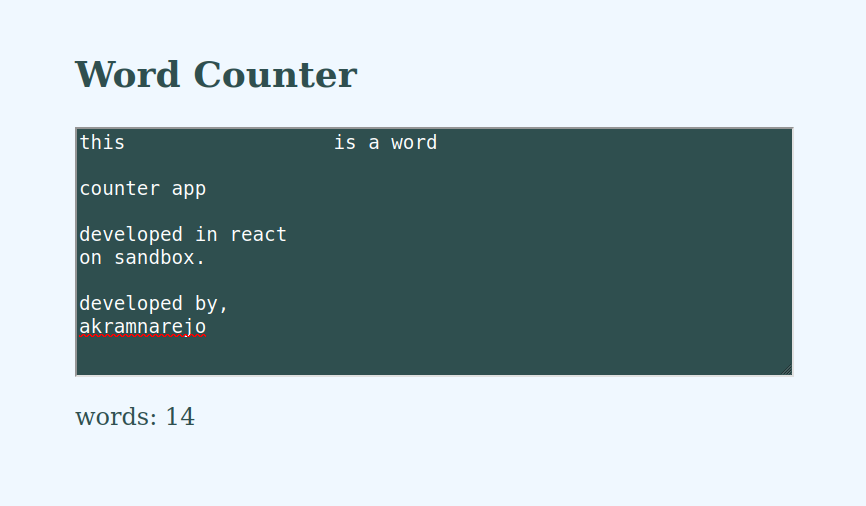 Word Counter
this                  is a word
counter app
developed in react
on sandbox.
developed by,
akramnarejo
words: 14